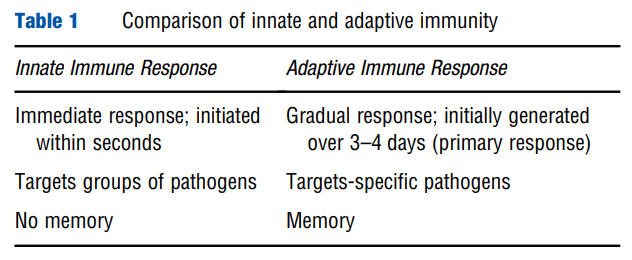 Table 1 Comparison of innate and adaptive immunity
Innate Immune Response Adaptive Immune Response
Immediate response; initiated Gradual response; initially generated
within seconds over 3–4 days (primary response)
Targets groups of pathogens Targets-specific pathogens
No memory Memory